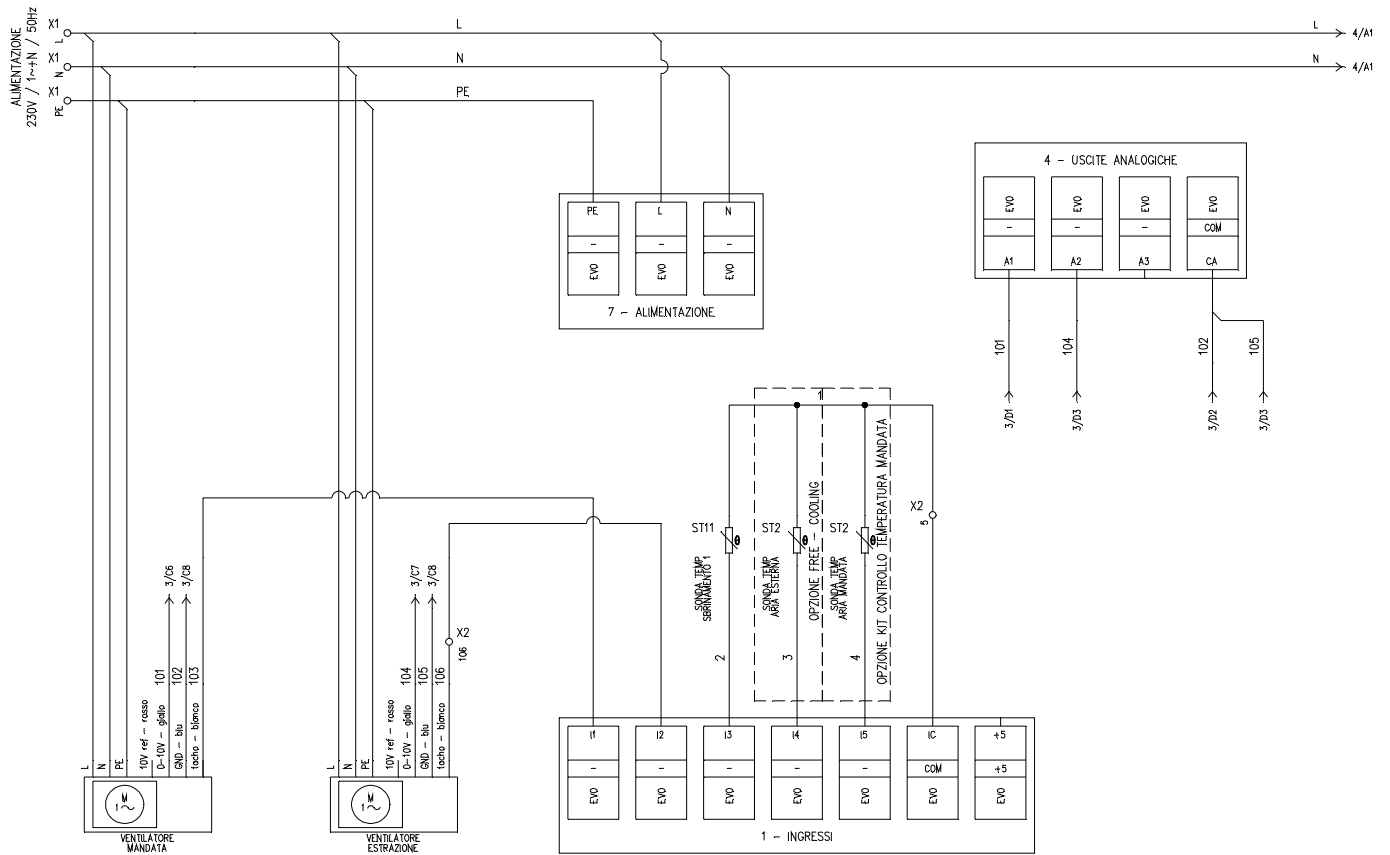 ALIMENTAZIONE
230V / 1~+N / 50Hz
X1
L
X1
N
X1
PE
L
N
PE
L
4/A1
N
4/A1
4 - USCITE ANALOGICHE
EVO
-
A1
EVO
-
A2
EVO
-
A3
EVO
COM
CA
101
104
102
105
3/D1
3/D3
3/D2
3/D3
PE
-
EVO
L
-
EVO
N
-
EVO
7 - ALIMENTAZIONE
1
ST11
SONDA TEMP
SBRINAMENTO 1
2
ST2
SONDA TEMP
ARIA ESTERNA
3
OPZIONE FREE - COOLING
ST2
SONDA TEMP
ARIA MANDATA
4
OPZIONE KIT CONTROLLO TEMPERATURA MANDATA
X2
5
3/C6
3/C8
101
102
103
L
N
PE
10V ref - rosso
0-10V - giallo
GND - blu
tacho - bianco
M
1~
VENTILATORE
MANDATA
3/C7
3/C8
X2
106
104
105
106
L
N
PE
10V ref - rosso
0-10V - giallo
GND - blu
tacho - bianco
M
1~
VENTILATORE
ESTRAZIONE
I1
-
EVO
I2
-
EVO
I3
-
EVO
I4
-
EVO
I5
-
EVO
IC
COM
EVO
+5
+5
EVO
1 - INGRESSI